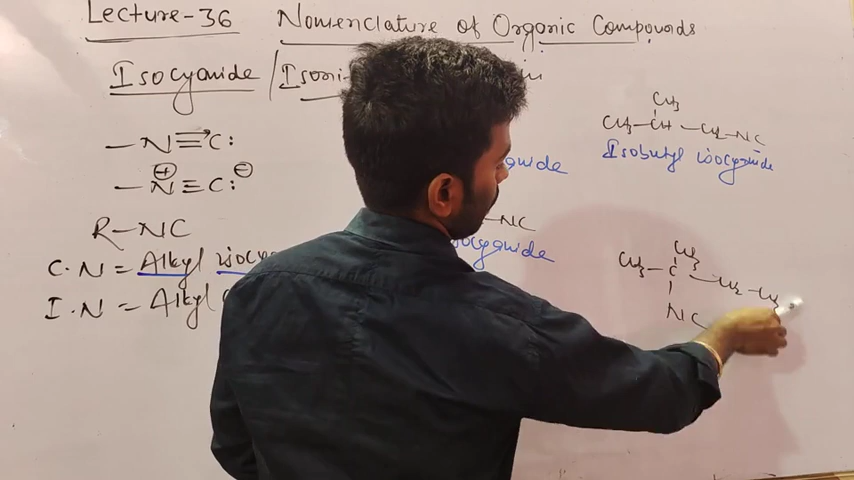 Lecture-36 Nomenclature of Organic Compounds
Isocyanide /
—N≡C:
—N≡C:
⊕ ⊖
R—NC
C.N = Alkyl
I.N = Alkyl
—NC
CH3
CH3—CH—CH2—NC
Isobutyl isocyanide
CH3
CH3—C—CH2—CH3
NC